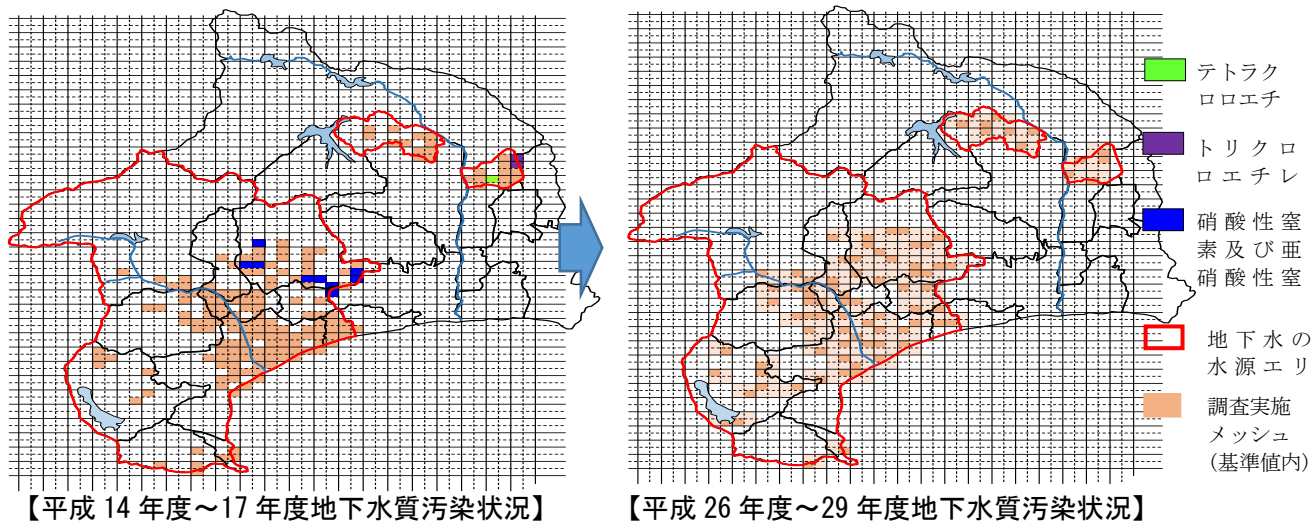 テトラク
ロロエチ
トリクロ
ロエチレ
硝酸性窒
素及び亜
硝酸性窒
地下水の
水源エリ
調査実施
メッシュ
(基準値内)
【平成 14 年度～17 年度地下水質汚染状況】
【平成 26 年度～29 年度地下水質汚染状況】